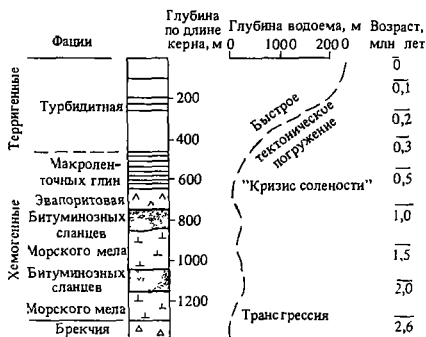 Фации
Глубина
по длине
керна, м
Глубина водоема, м
0 1000 200 0
Возраст,
млн лет
Терригенные
Хемогенные
Турбидитная
Макролен-
точных глин
Эвапоритовая
Битуминозных
сланцев
Морского мела
Битуминозных
сланцев
Морского мела
Брекчия
200
400
600
800
1000
1200
Быстрое
тектоническое
погружение
"Кризис солености"
Трансгрессия
0
0,1
0,2
0,3
0,5
1,0
1,5
2,0
2,6